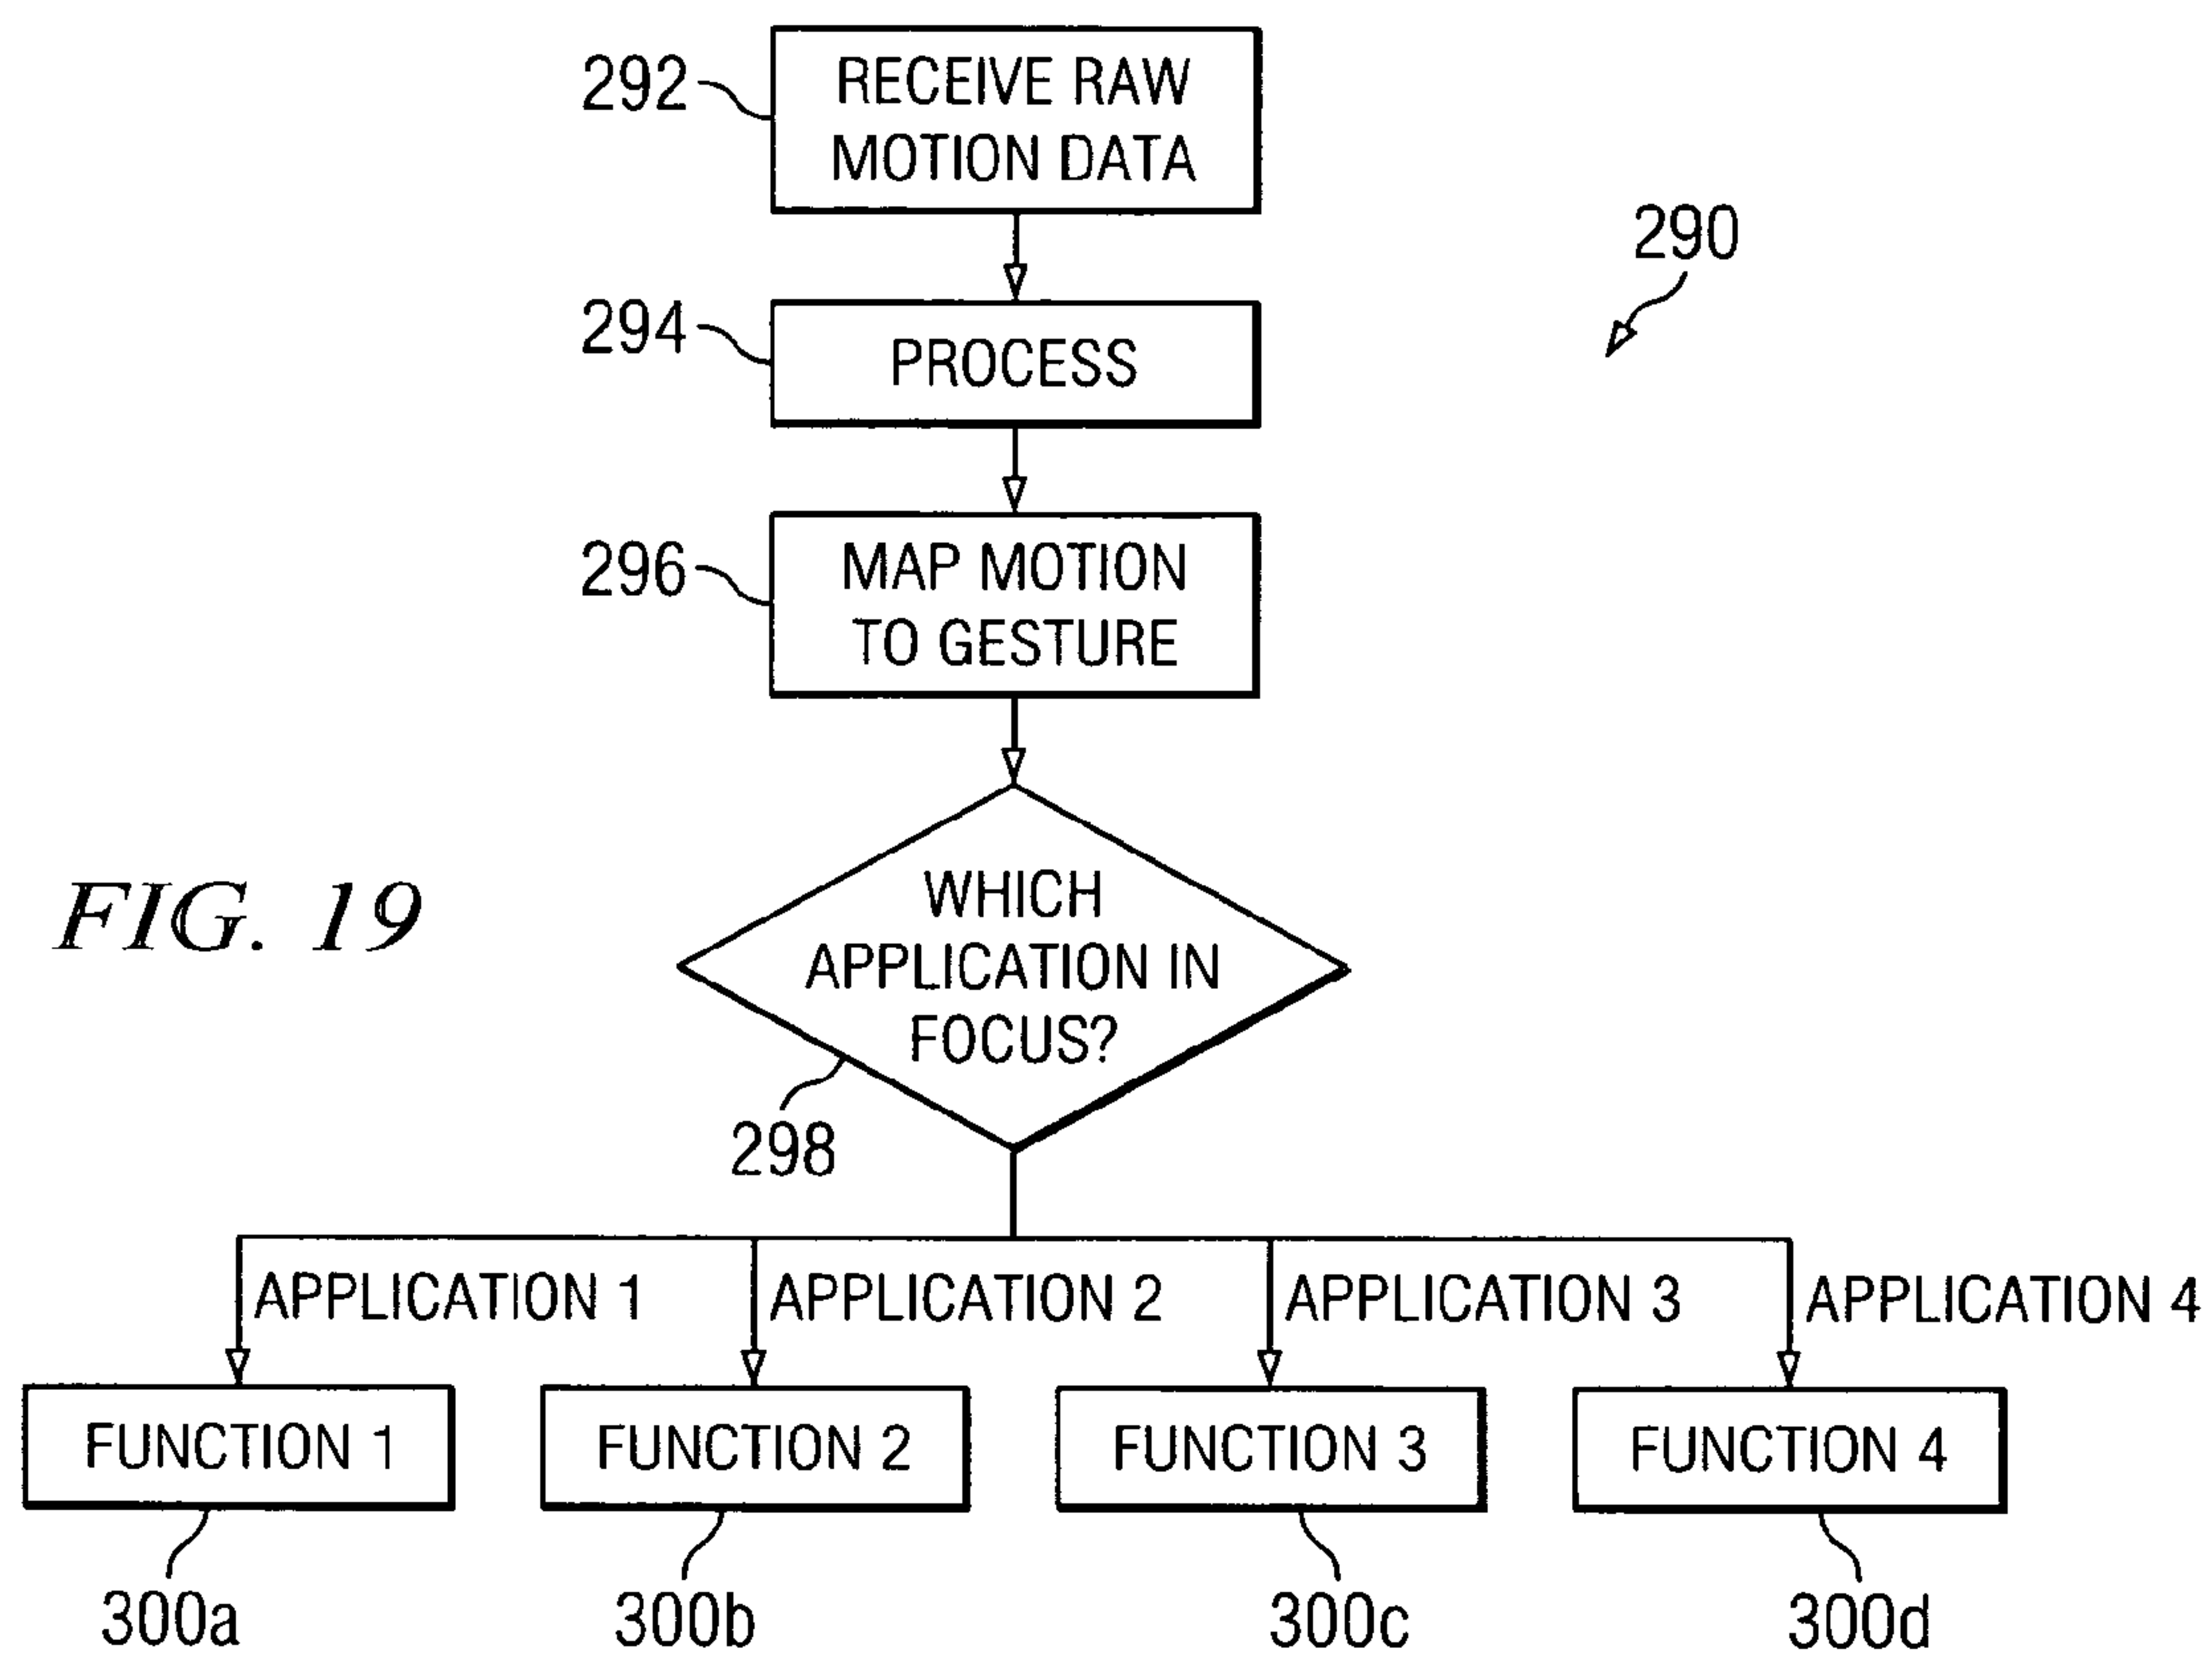 292
RECEIVE RAW
MOTION DATA
290
294
PROCESS
296
MAP MOTION
TO GESTURE
FIG. 19
WHICH
APPLICATION IN
FOCUS?
298
APPLICATION 1
APPLICATION 2
APPLICATION 3
APPLICATION 4
FUNCTION 1
FUNCTION 2
FUNCTION 3
FUNCTION 4
300a
300b
300c
300d